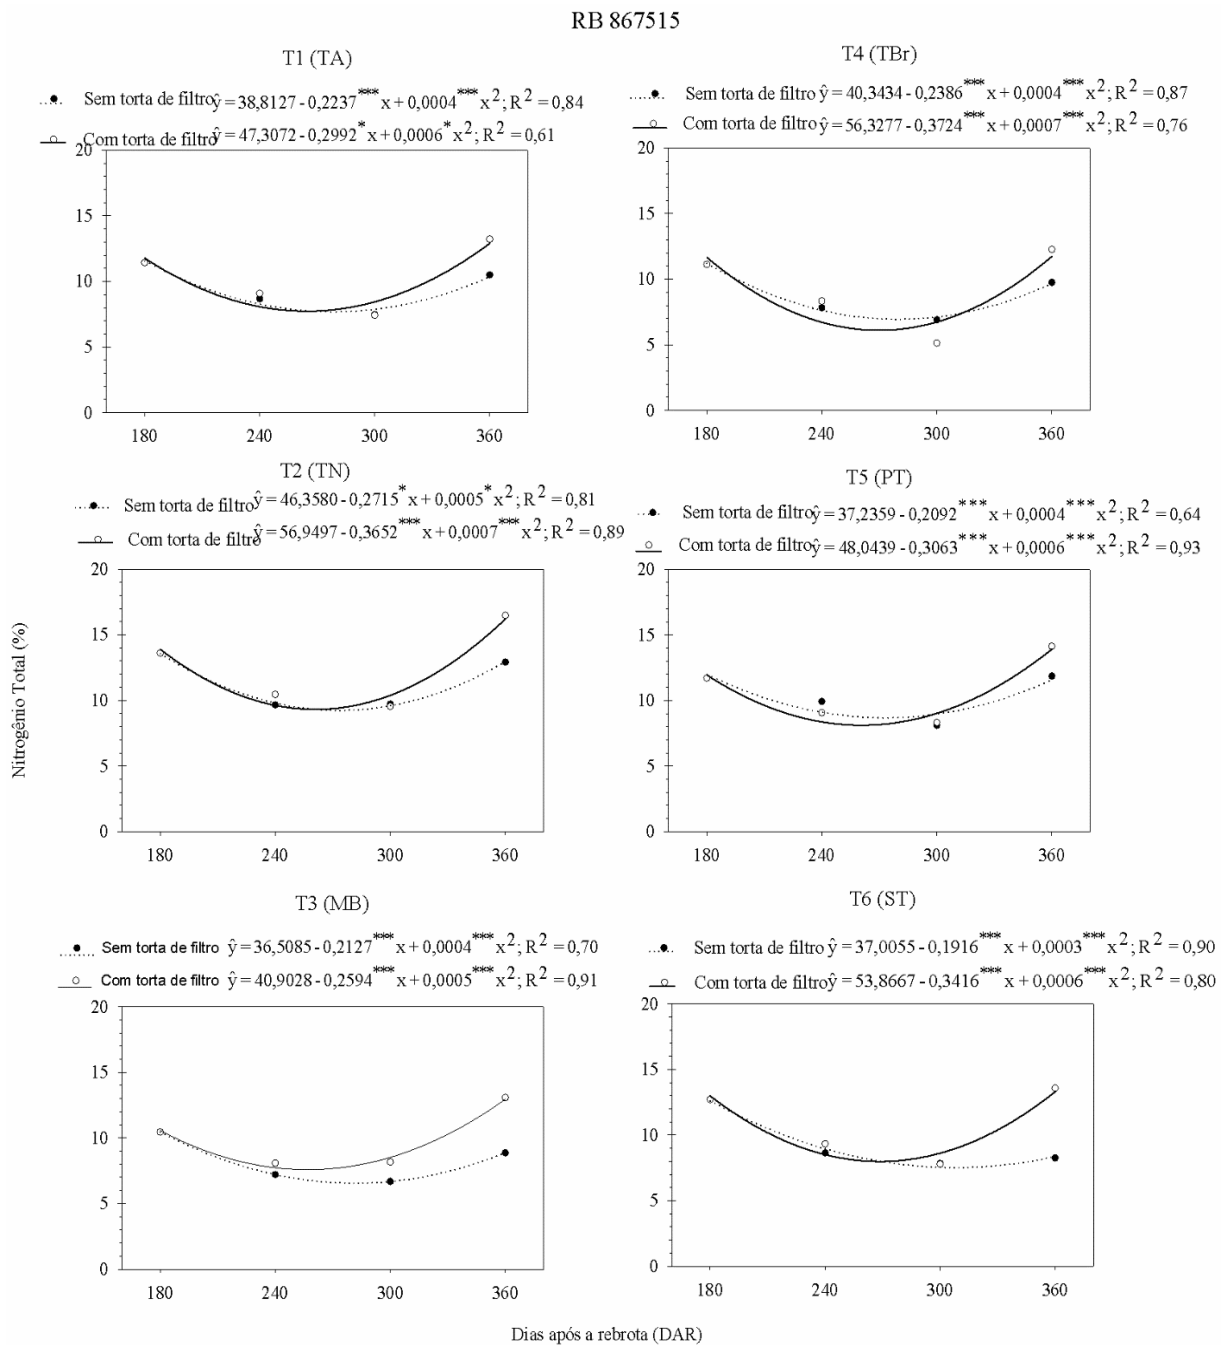 RB 867515
T1 (TA)
Sem torta de filtro ŷ = 38,8127 - 0,2237***x + 0,0004***x²; R² = 0,84
Com torta de filtro ŷ = 47,3072 - 0,2992*x + 0,0006*x²; R² = 0,61
20
15
10
5
0
180 240 300 360
T4 (TBr)
Sem torta de filtro ŷ = 40,3434 - 0,2386***x + 0,0004***x²; R² = 0,87
Com torta de filtro ŷ = 56,3277 - 0,3724***x + 0,0007***x²; R² = 0,76
20
15
10
5
0
180 240 300 360
T2 (TN)
Sem torta de filtro ŷ = 46,3580 - 0,2715*x + 0,0005*x²; R² = 0,81
Com torta de filtro ŷ = 56,9497 - 0,3652***x + 0,0007***x²; R² = 0,89
20
15
10
5
0
180 240 300 360
T5 (PT)
Sem torta de filtro ŷ = 37,2359 - 0,2092***x + 0,0004***x²; R² = 0,64
Com torta de filtro ŷ = 48,0439 - 0,3063***x + 0,0006***x²; R² = 0,93
20
15
10
5
0
180 240 300 360
Nitrogênio Total (%)
T3 (MB)
Sem torta de filtro ŷ = 36,5085 - 0,2127***x + 0,0004***x²; R² = 0,70
Com torta de filtro ŷ = 40,9028 - 0,2594***x + 0,0005***x²; R² = 0,91
20
15
10
5
0
180 240 300 360
T6 (ST)
Sem torta de filtro ŷ = 37,0055 - 0,1916***x + 0,0003***x²; R² = 0,90
Com torta de filtro ŷ = 53,8667 - 0,3416***x + 0,0006***x²; R² = 0,80
20
15
10
5
0
180 240 300 360
Dias após a rebrota (DAR)